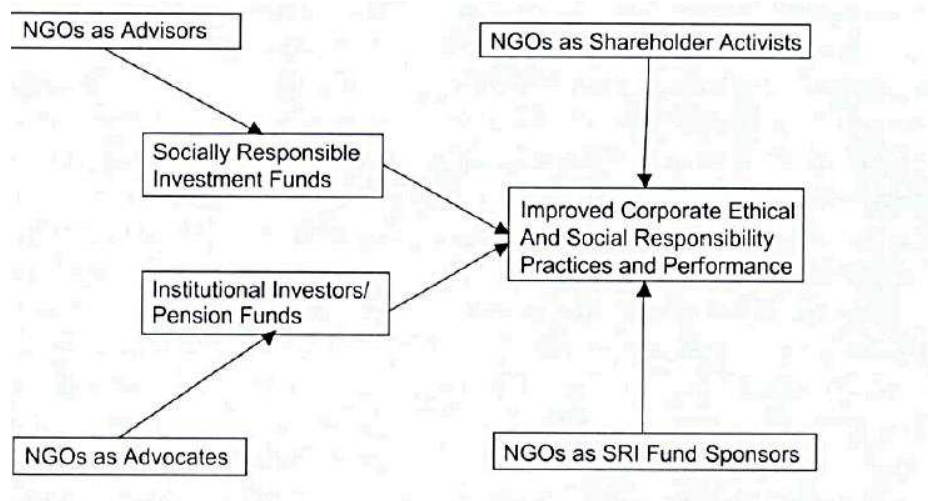 NGOs as Advisors
NGOs as Shareholder Activists
Socially Responsible
Investment Funds
Improved Corporate Ethical
And Social Responsibility
Practices and Performance
Institutional Investors/
Pension Funds
NGOs as Advocates
NGOs as SRI Fund Sponsors